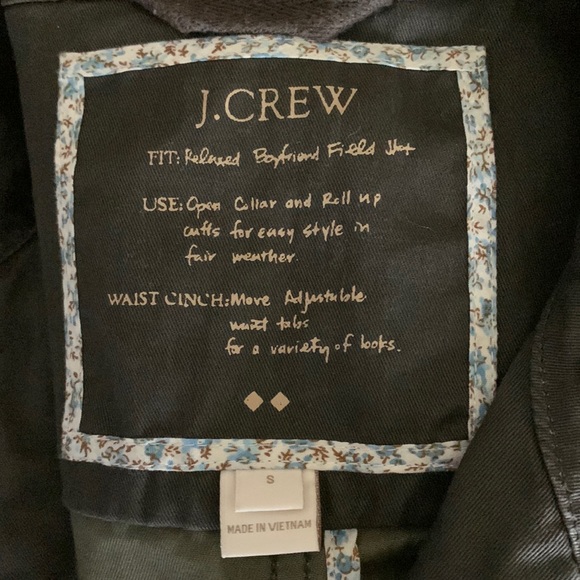 J.CREW
FIT: Relaxed Boyfriend Field
USE: Open Collar and Roll up
cuffs for easy style in
fair weather.
WAIST CINCH: Move Adjustable
waist tabs
for a variety of looks.
S
MADE IN VIETNAM